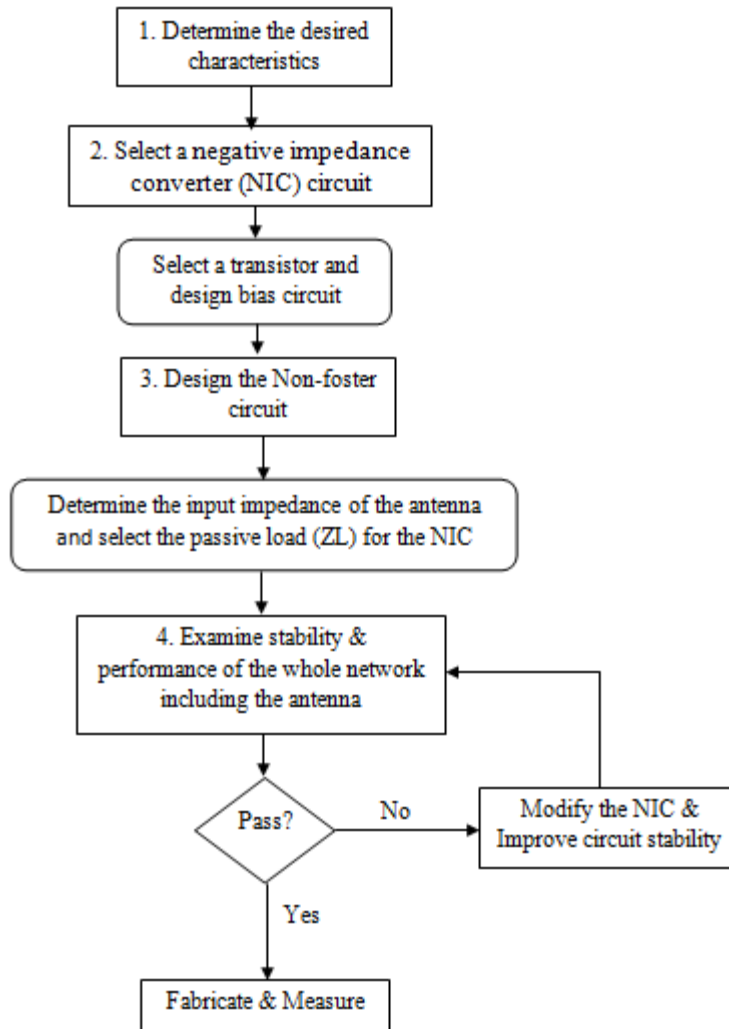 1. Determine the desired
characteristics
2. Select a negative impedance
converter (NIC) circuit
Select a transistor and
design bias circuit
3. Design the Non-foster
circuit
Determine the input impedance of the antenna
and select the passive load (ZL) for the NIC
4. Examine stability &
performance of the whole network
including the antenna
Pass?
No
Modify the NIC &
Improve circuit stability
Yes
Fabricate & Measure